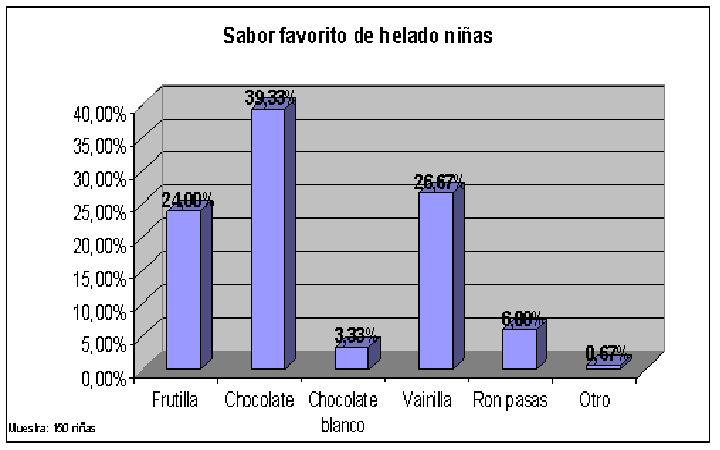 Sabor favorito de helado niñas
40,00%
35,00%
30,00%
25,00%
20,00%
15,00%
10,00%
5,00%
0,00%
24,00%
39,33%
3,33%
26,67%
6,00%
0,67%
Frutilla
Chocolate
Chocolate
blanco
Vainilla
Ron pasas
Otro
Muestra: 150 niñas